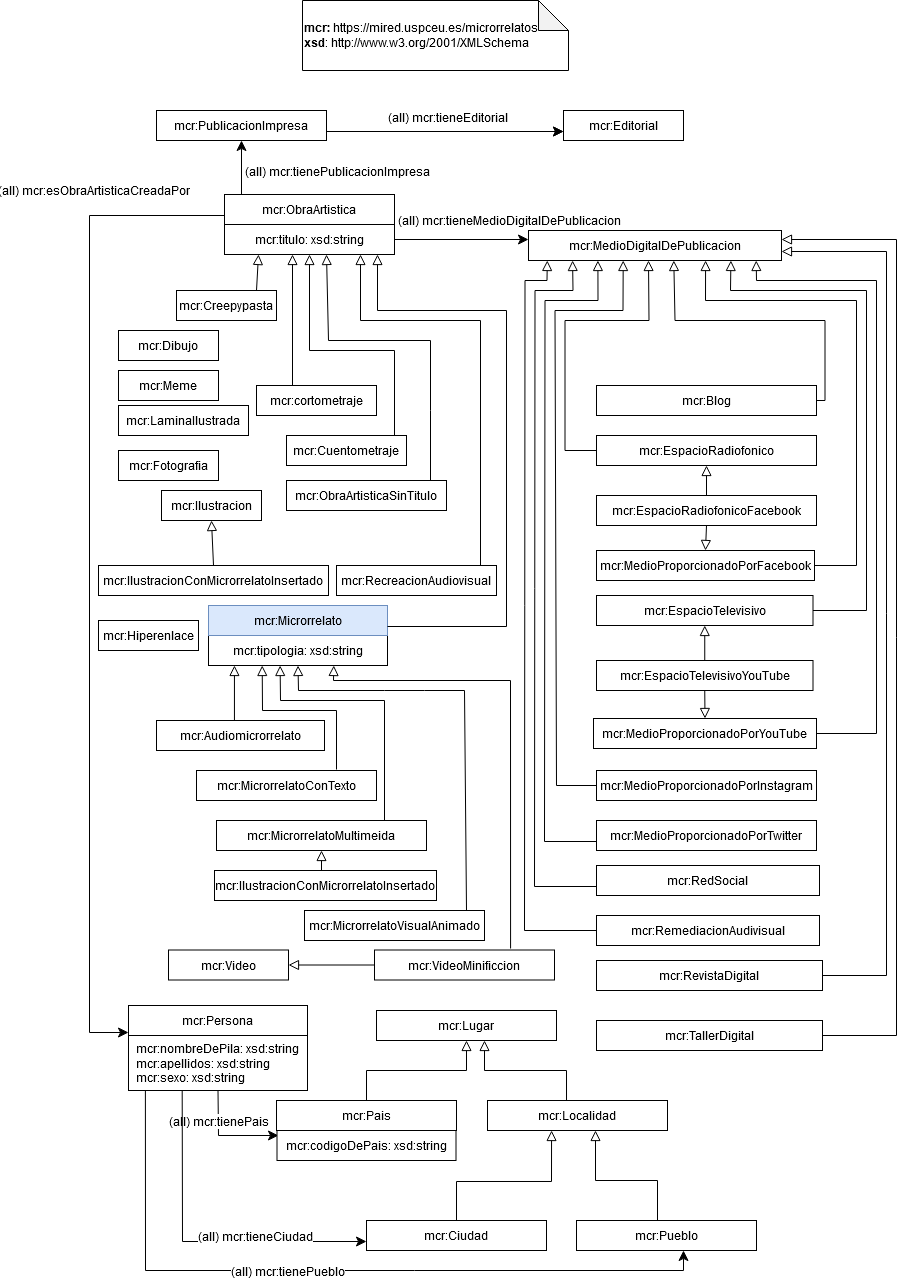 mcr: https://mired.uspceu.es/microrrelatos
xsd: http://www.w3.org/2001/XMLSchema
mcr:PublicacionImpresa
(all) mcr:tieneEditorial
mcr:Editorial
(all) mcr:tienePublicacionImpresa
(all) mcr:esObraArtisticaCreadaPor
mcr:ObraArtistica
(all) mcr:tieneMedioDigitalDePublicacion
mcr:titulo: xsd:string
mcr:MedioDigitalDePublicacion
mcr:Creepypasta
mcr:Dibujo
mcr:Meme
mcr:cortometraje
mcr:Blog
mcr:LaminaIlustrada
mcr:Cuentometraje
mcr:EspacioRadiofonico
mcr:Fotografia
mcr:ObraArtisticaSinTitulo
mcr:Ilustracion
mcr:EspacioRadiofonicoFacebook
mcr:IlustracionConMicrorrelatoInsertado
mcr:RecreacionAudiovisual
mcr:MedioProporcionadoPorFacebook
mcr:Microrrelato
mcr:EspacioTelevisivo
mcr:Hiperenlace
mcr:tipologia: xsd:string
mcr:EspacioTelevisivoYouTube
mcr:Audiomicrorrelato
mcr:MedioProporcionadoPorYouTube
mcr:MicrorrelatoConTexto
mcr:MedioProporcionadoPorInstagram
mcr:MicrorrelatoMultimeida
mcr:MedioProporcionadoPorTwitter
mcr:IlustracionConMicrorrelatoInsertado
mcr:RedSocial
mcr:MicrorrelatoVisualAnimado
mcr:RemediacionAudivisual
mcr:Video
mcr:VideoMinificcion
mcr:RevistaDigital
mcr:Persona
mcr:Lugar
mcr:TallerDigital
mcr:nombreDePila: xsd:string
mcr:apellidos: xsd:string
mcr:sexo: xsd:string
(all) mcr:tienePais
mcr:Pais
mcr:Localidad
mcr:codigoDePais: xsd:string
(all) mcr:tieneCiudad
mcr:Ciudad
mcr:Pueblo
(all) mcr:tienePueblo